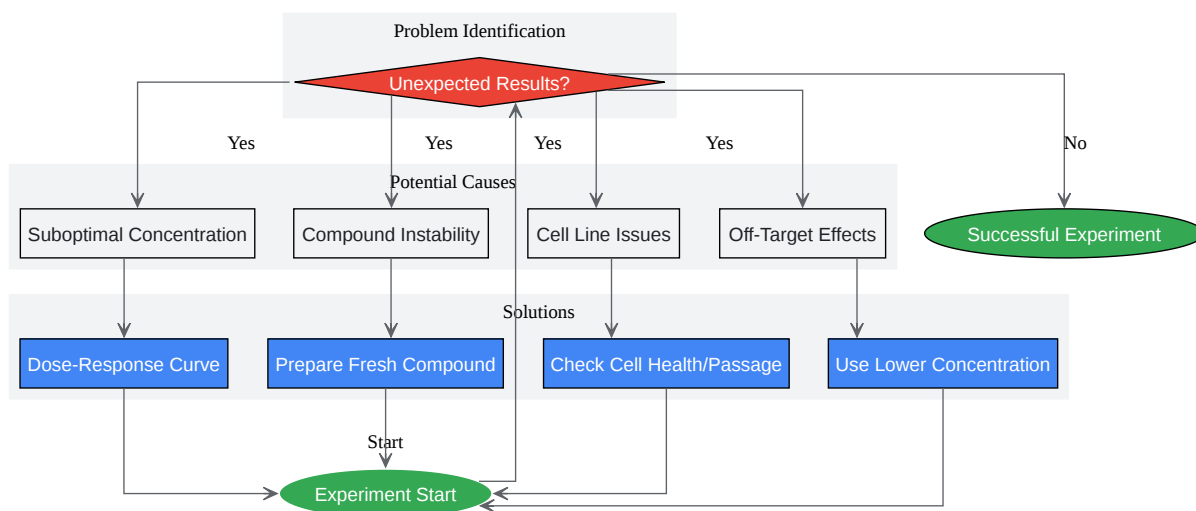 Problem Identification
Unexpected Results?
Yes
Yes
Yes
Yes
No
Potential Causes
Suboptimal Concentration
Compound Instability
Cell Line Issues
Off-Target Effects
Successful Experiment
Solutions
Dose-Response Curve
Prepare Fresh Compound
Check Cell Health/Passage
Use Lower Concentration
Start
Experiment Start